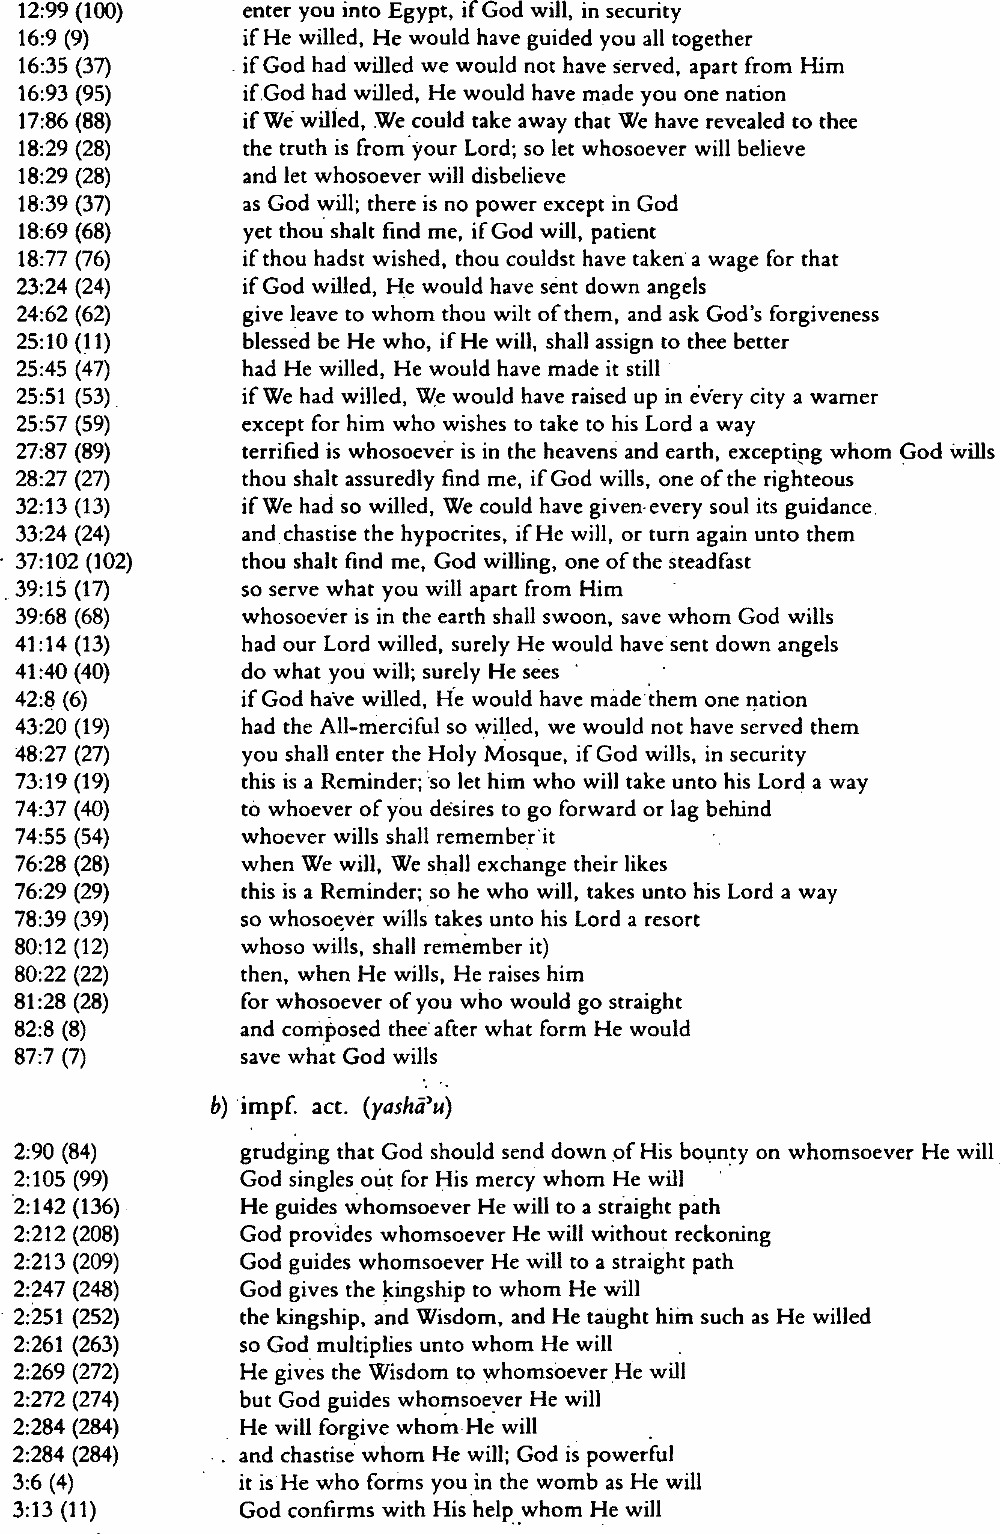 12:99 (100) enter you into Egypt, if God will, in security
16:9 (9) if He willed, He would have guided you all together
16:35 (37) if God had willed we would not have served, apart from Him
16:93 (95) if God had willed, He would have made you one nation
17:86 (88) if We willed, We could take away that We have revealed to thee
18:29 (28) the truth is from your Lord; so let whosoever will believe
18:29 (28) and let whosoever will disbelieve
18:39 (37) as God will; there is no power except in God
18:69 (68) yet thou shalt find me, if God will, patient
18:77 (76) if thou hadst wished, thou couldst have taken a wage for that
23:24 (24) if God willed, He would have sent down angels
24:62 (62) give leave to whom thou wilt of them, and ask God's forgiveness
25:10 (11) blessed be He who, if He will, shall assign to thee better
25:45 (47) had He willed, He would have made it still
25:51 (53) if We had willed, We would have raised up in every city a warner
25:57 (59) except for him who wishes to take to his Lord a way
27:87 (89) terrified is whosoever is in the heavens and earth, excepting whom God wills
28:27 (27) thou shalt assuredly find me, if God wills, one of the righteous
32:13 (13) if We had so willed, We could have given every soul its guidance
33:24 (24) and chastise the hypocrites, if He will, or turn again unto them
37:102 (102) thou shalt find me, God willing, one of the steadfast
39:15 (17) so serve what you will apart from Him
39:68 (68) whosoever is in the earth shall swoon, save whom God wills
41:14 (13) had our Lord willed, surely He would have sent down angels
41:40 (40) do what you will; surely He sees
42:8 (6) if God have willed, He would have made them one nation
43:20 (19) had the All-merciful so willed, we would not have served them
48:27 (27) you shall enter the Holy Mosque, if God wills, in security
73:19 (19) this is a Reminder; so let him who will take unto his Lord a way
74:37 (40) to whoever of you desires to go forward or lag behind
74:55 (54) whoever wills shall remember it
76:28 (28) when We will, We shall exchange their likes
76:29 (29) this is a Reminder; so he who will, takes unto his Lord a way
78:39 (39) so whosoever wills takes unto his Lord a resort
80:12 (12) whoso wills, shall remember it)
80:22 (22) then, when He wills, He raises him
81:28 (28) for whosoever of you who would go straight
82:8 (8) and composed thee after what form He would
87:7 (7) save what God wills
b) impf. act. (yashāʾu)
2:90 (84) grudging that God should send down of His bounty on whomsoever He will
2:105 (99) God singles out for His mercy whom He will
2:142 (136) He guides whomsoever He will to a straight path
2:212 (208) God provides whomsoever He will without reckoning
2:213 (209) God guides whomsoever He will to a straight path
2:247 (248) God gives the kingship to whom He will
2:251 (252) the kingship, and Wisdom, and He taught him such as He willed
2:261 (263) so God multiplies unto whom He will
2:269 (272) He gives the Wisdom to whomsoever He will
2:272 (274) but God guides whomsoever He will
2:284 (284) He will forgive whom He will
2:284 (284) and chastise whom He will; God is powerful
3:6 (4) it is He who forms you in the womb as He will
3:13 (11) God confirms with His help whom He will